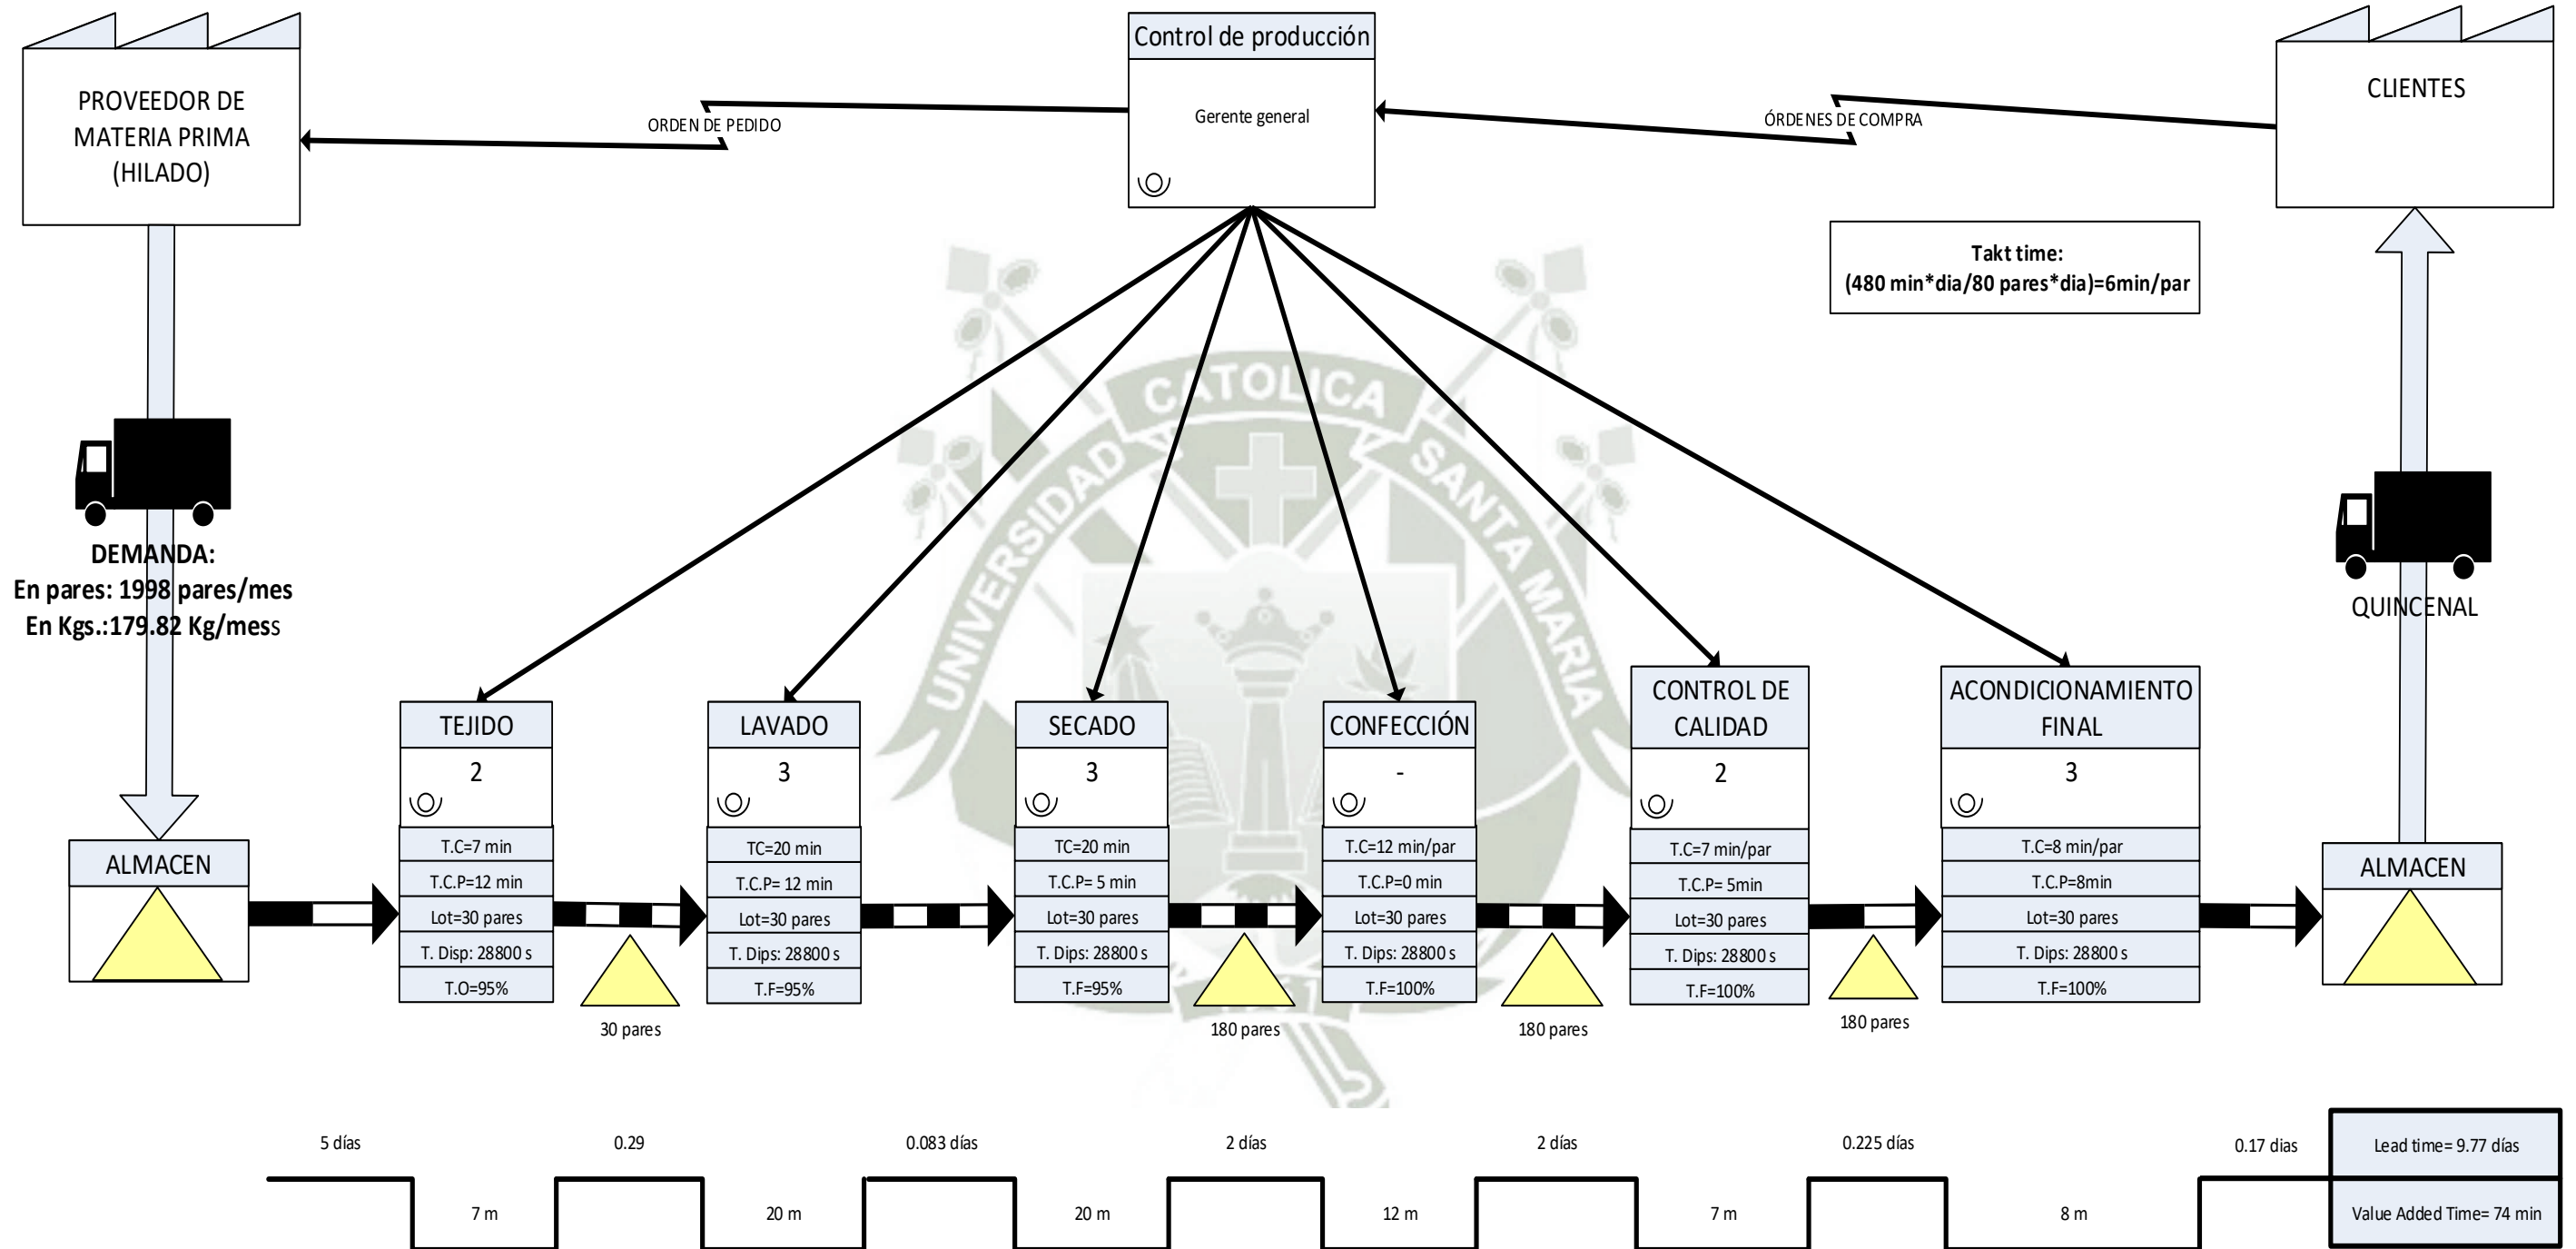 Control de producción
Gerente general
PROVEEDOR DE
MATERIA PRIMA
(HILADO)
ORDEN DE PEDIDO
ÓRDENES DE COMPRA
CLIENTES
Takt time:
(480 min*dia/80 pares*dia)=6min/par
DEMANDA:
En pares: 1998 pares/mes
En Kgs.:179.82 Kg/mess
QUINCENAL
UNIVERSIDAD
CATOLICA
SANTA MARIA
ALMACEN
TEJIDO
2
T.C=7 min
T.C.P=12 min
Lot=30 pares
T. Disp: 28800 s
T.O=95%
30 pares
LAVADO
3
TC=20 min
T.C.P= 12 min
Lot=30 pares
T. Dips: 28800 s
T.F=95%
SECADO
3
TC=20 min
T.C.P= 5 min
Lot=30 pares
T. Dips: 28800 s
T.F=95%
180 pares
CONFECCIÓN
-
T.C=12 min/par
T.C.P=0 min
Lot=30 pares
T. Dips: 28800 s
T.F=100%
180 pares
CONTROL DE
CALIDAD
2
T.C=7 min/par
T.C.P= 5min
Lot=30 pares
T. Dips: 28800 s
T.F=100%
180 pares
ACONDICIONAMIENTO
FINAL
3
T.C=8 min/par
T.C.P=8min
Lot=30 pares
T. Dips: 28800 s
T.F=100%
ALMACEN
5 días
0.29
0.083 días
2 días
2 días
0.225 días
0.17 dias
Lead time= 9.77 días
7 m
20 m
20 m
12 m
7 m
8 m
Value Added Time= 74 min